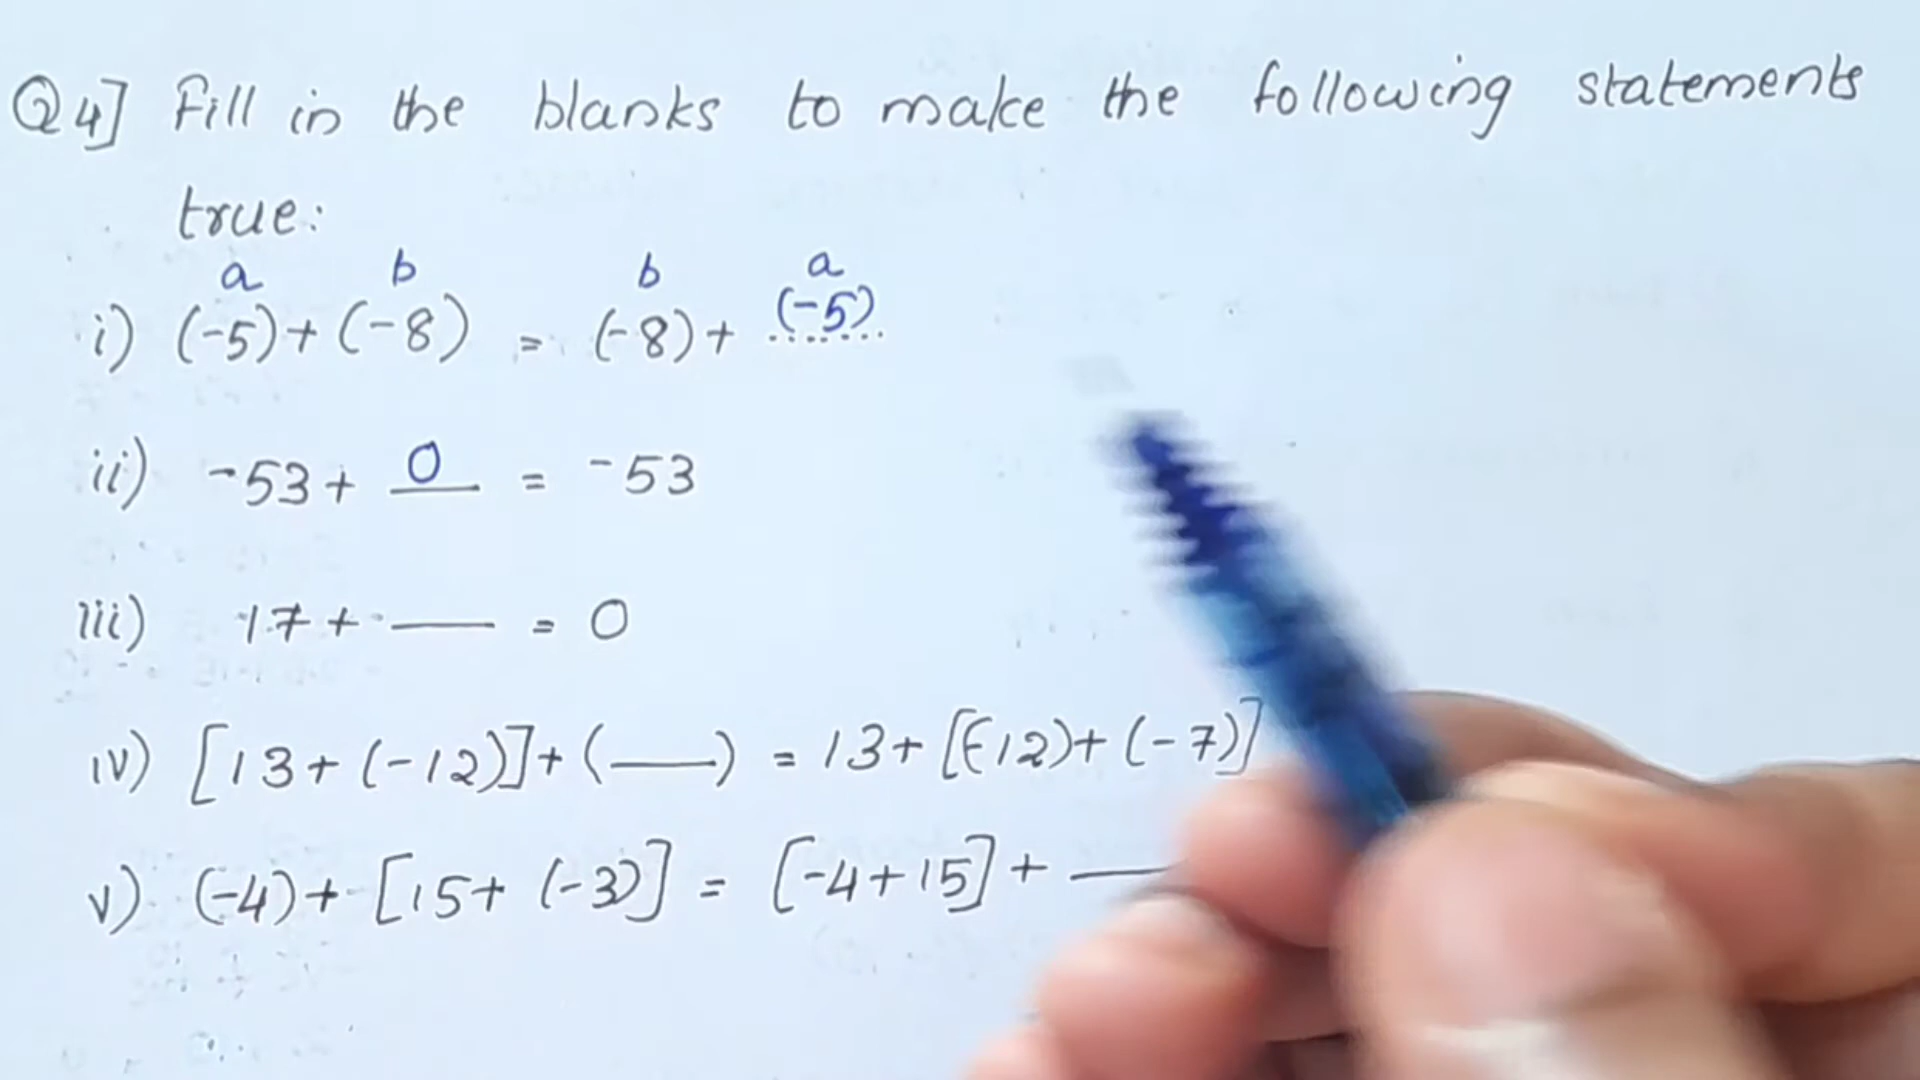 Q4] Fill in the blanks to make the following statements
true:
a b b a
i) (-5)+(-8) = (-8)+ (-5)
ii) -53+ 0 = -53
iii) 17+ ___ = 0
iv) [13+(-12)]+(___) = 13+[(-12)+(-7)]
v) (-4)+[15+(-3)] = [-4+15]+ ___